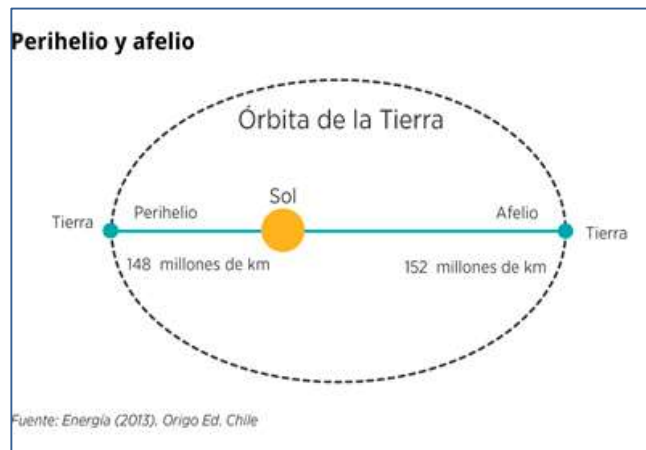 Perihelio y afelio
Órbita de la Tierra
Sol
Perihelio
Afelio
Tierra
Tierra
148 millones de km
152 millones de km
Fuente: Energía (2013). Origo Ed. Chile